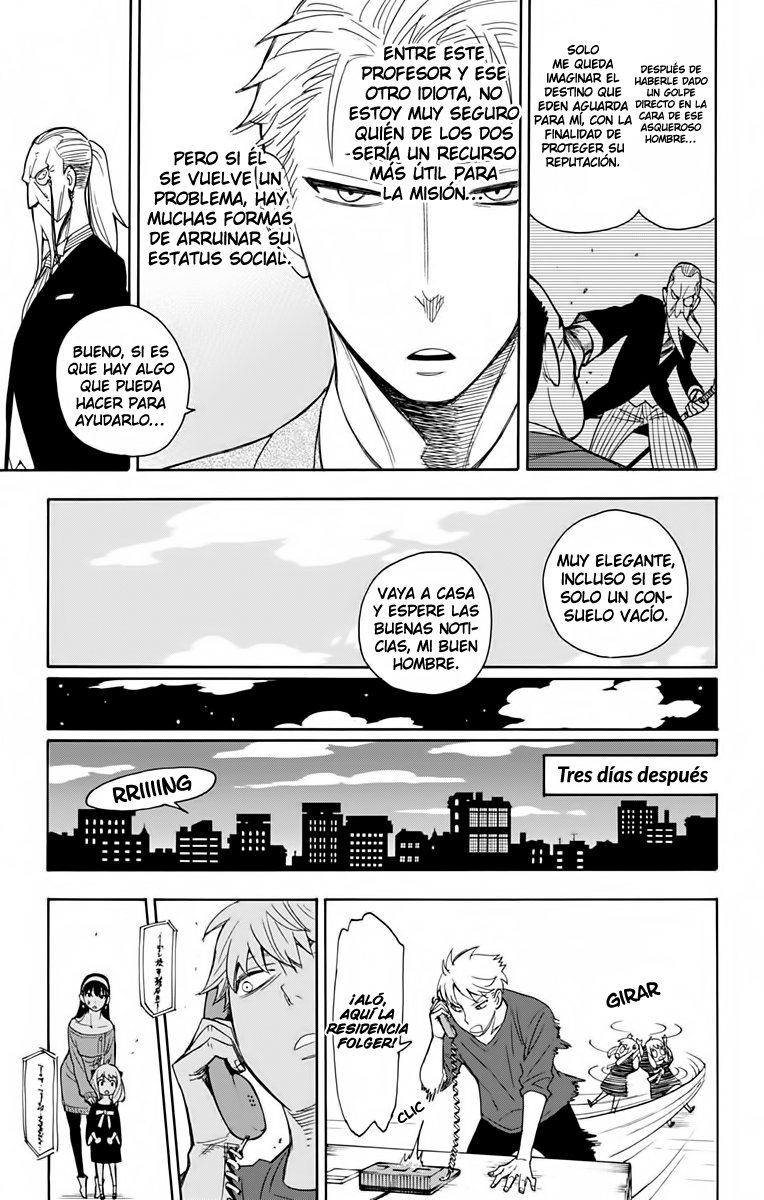 DESPUÉS DE
HABERLE DADO
UN GOLPE
DIRECTO EN LA
CARA DE ESE
ASQUEROSO
HOMBRE...
SOLO
ME QUEDA
IMAGINAR EL
DESTINO QUE
EDEN AGUARDA
PARA MÍ, CON LA
FINALIDAD DE
PROTEGER SU
REPUTACIÓN.
ENTRE ESTE
PROFESOR Y ESE
OTRO IDIOTA, NO
ESTOY MUY SEGURO
QUIÉN DE LOS DOS
SERÍA UN RECURSO
MÁS ÚTIL PARA
LA MISIÓN...
PERO SI ÉL
SE VUELVE UN
PROBLEMA, HAY
MUCHAS FORMAS
DE ARRUINAR SU
ESTATUS SOCIAL.
BUENO, SI ES
QUE HAY ALGO
QUE PUEDA
HACER PARA
AYUDARLO...
MUY ELEGANTE,
INCLUSO SI ES
SOLO UN CON-
SUELO VACÍO.
VAYA A CASA
Y ESPERE LAS
BUENAS NOTI-
CIAS, MI BUEN
HOMBRE.
Tres días después
RRIIIING
GIRAR
¡ALÓ,
AQUÍ LA
RESIDENCIA
FOLGER!
CLIC